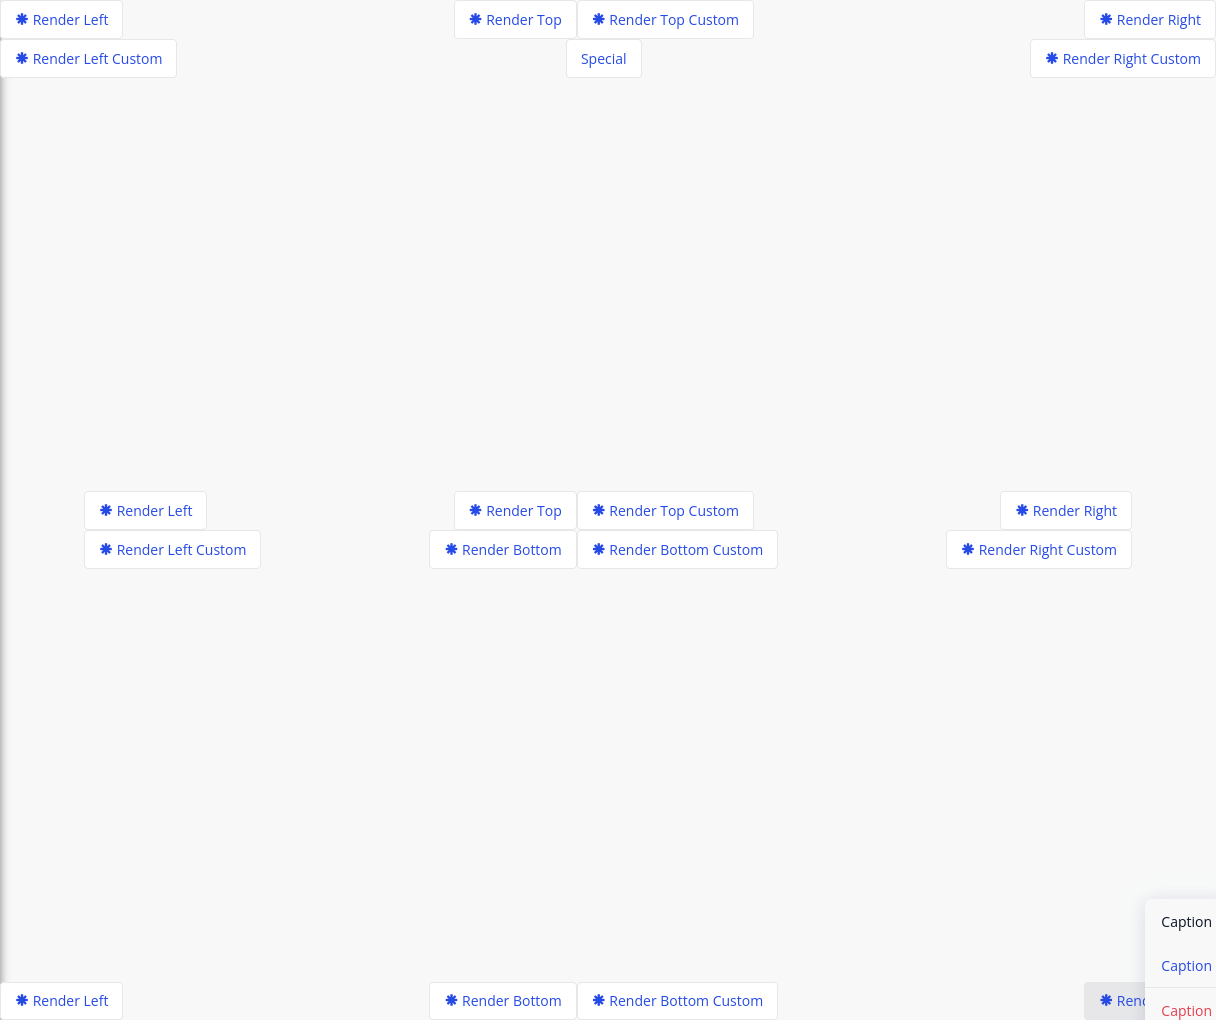 Render Left
Render Top
Render Top Custom
Render Right
Render Left Custom
Special
Render Right Custom
Render Left
Render Top
Render Top Custom
Render Right
Render Left Custom
Render Bottom
Render Bottom Custom
Render Right Custom
Caption
Caption
Render Left
Render Bottom
Render Bottom Custom
Caption